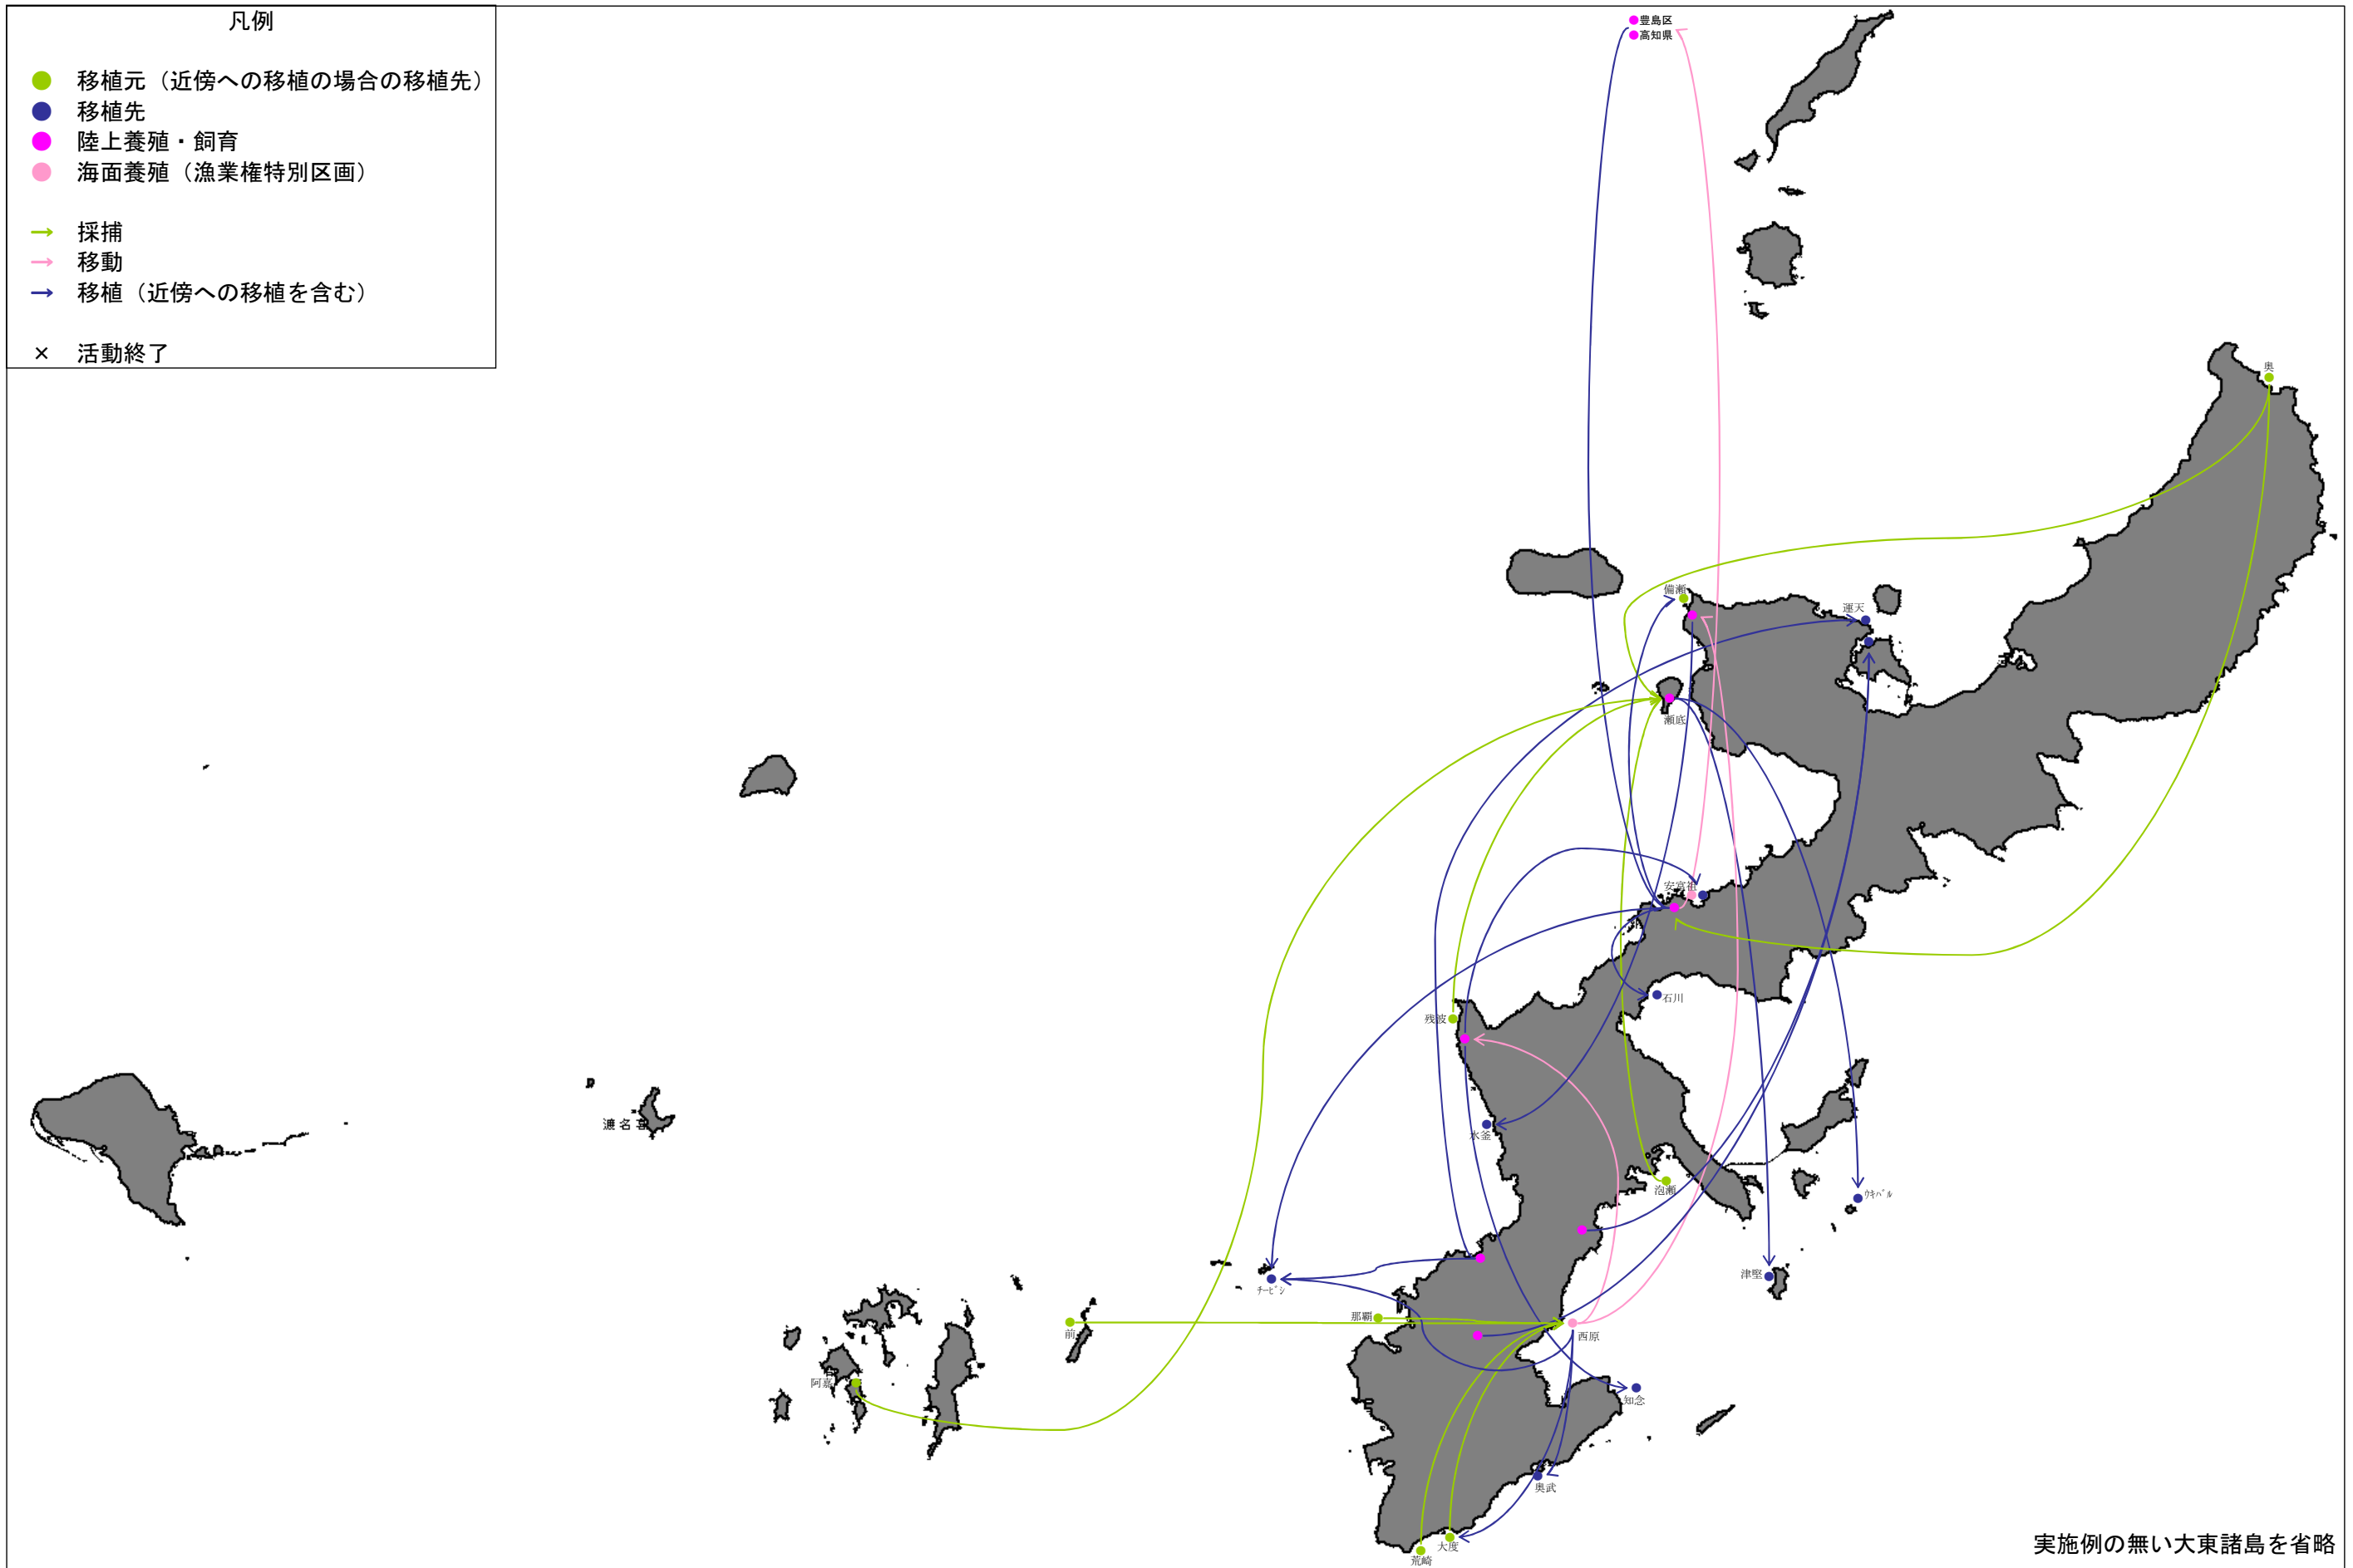 凡例
● 移植元（近傍への移植の場合の移植先）
● 移植先
● 陸上養殖・飼育
● 海面養殖（漁業権特別区画）
→ 採捕
→ 移動
→ 移植（近傍への移植を含む）
× 活動終了
豊島区
高知県
奥
備瀬
運天
瀬底
安冨祖
石川
残波
渡名喜
氷釜
泡瀬
ｳｷﾊﾞﾙ
津堅
ﾁｰﾋﾞｼ
那覇
前
西原
阿嘉
知念
奥武
大度
荒崎
実施例の無い大東諸島を省略